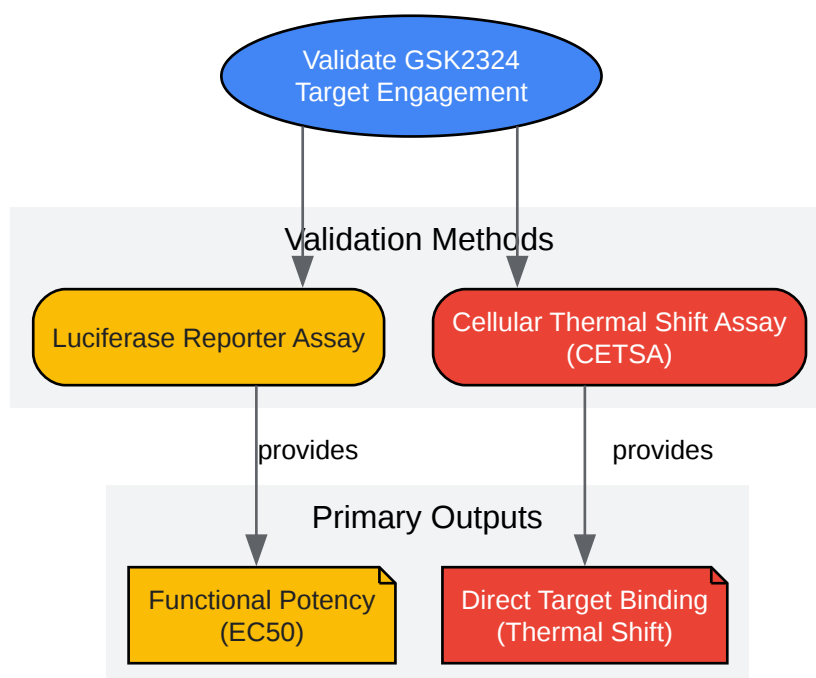 Validate GSK2324
Target Engagement
Validation Methods
Luciferase Reporter Assay
Cellular Thermal Shift Assay
(CETSA)
provides
provides
Primary Outputs
Functional Potency
(EC50)
Direct Target Binding
(Thermal Shift)